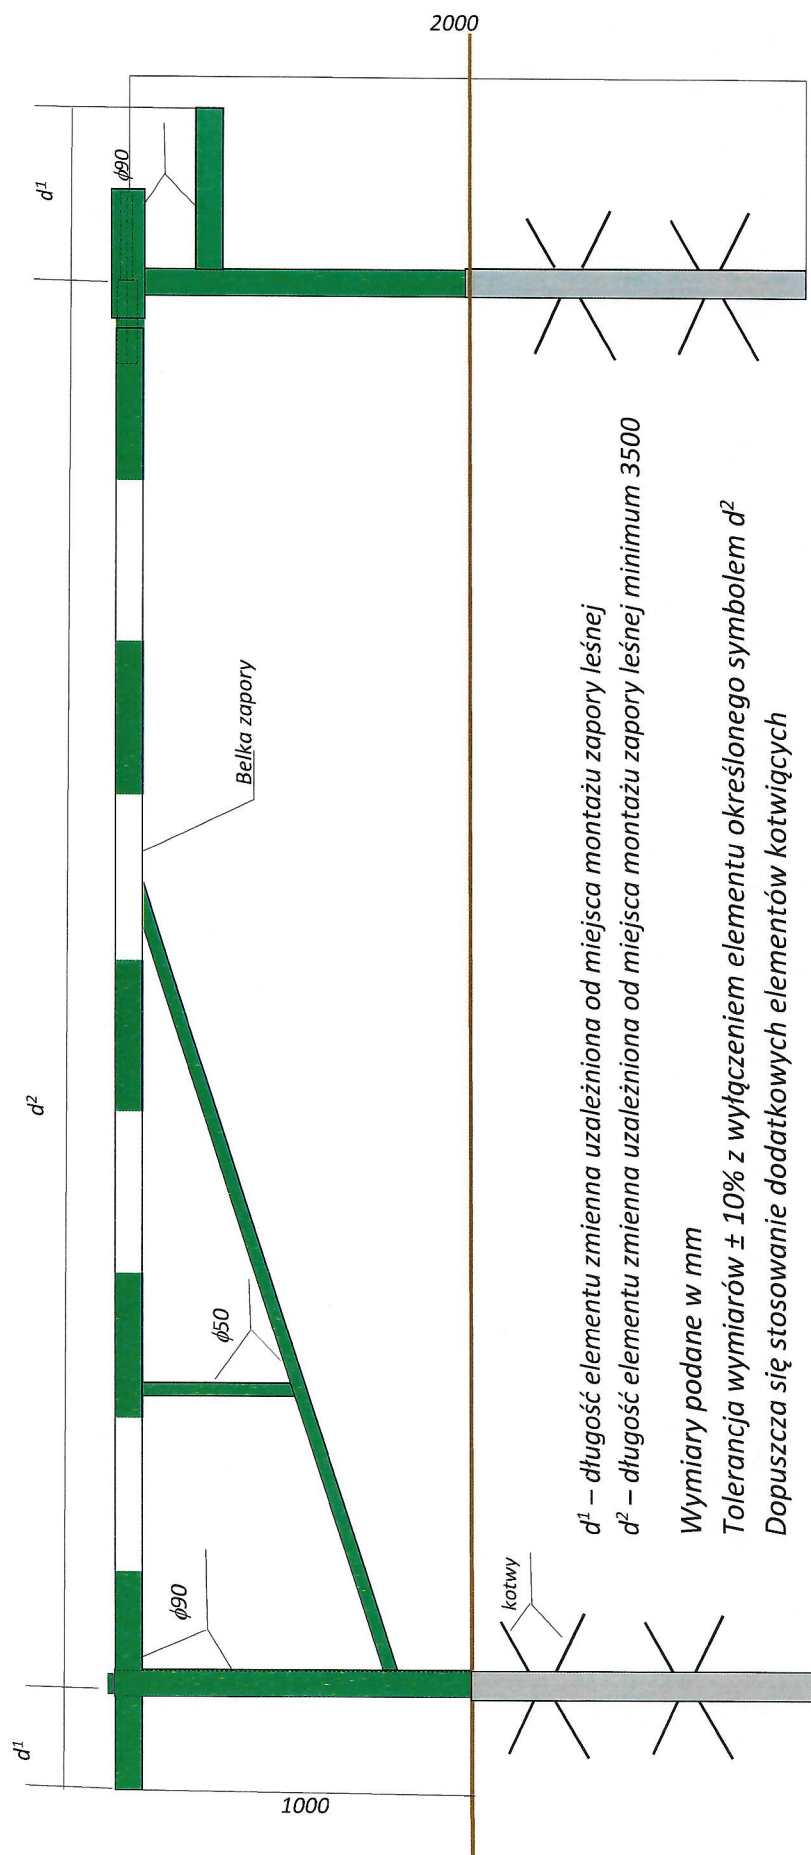 2000
d¹
ϕ90
d²
Belka zapory
ϕ50
ϕ90
d¹
1000
kotwy
d¹ – długość elementu zmienna uzależniona od miejsca montażu zapory leśnej
d² – długość elementu zmienna uzależniona od miejsca montażu zapory leśnej minimum 3500
Wymiary podane w mm
Tolerancja wymiarów ± 10% z wyłączeniem elementu określonego symbolem d²
Dopuszcza się stosowanie dodatkowych elementów kotwiących